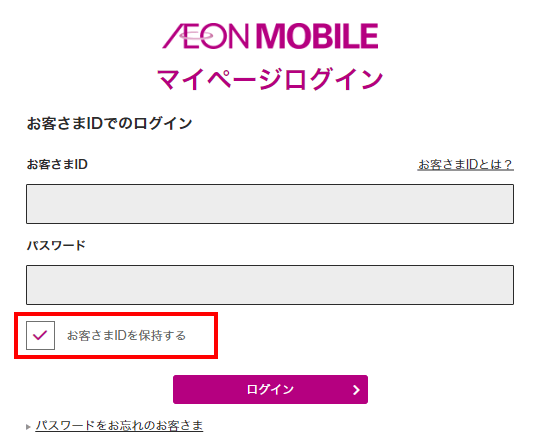 ÆON MOBILE
マイページログイン
お客さまIDでのログイン
お客さまID お客さまIDとは？
パスワード
お客さまIDを保持する
ログイン
パスワードをお忘れのお客さま